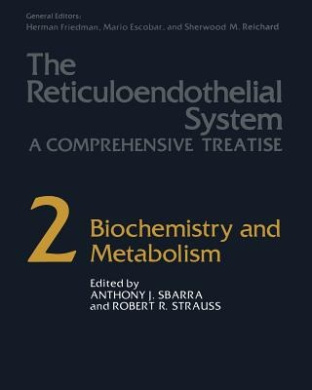 General Editors:
Herman Friedman, Mario Escobar, and Sherwood M. Reichard
The
Reticuloendothelial
System
A COMPREHENSIVE TREATISE
2 Biochemistry and
Metabolism
Edited by
ANTHONY J. SBARRA
and ROBERT R. STRAUSS